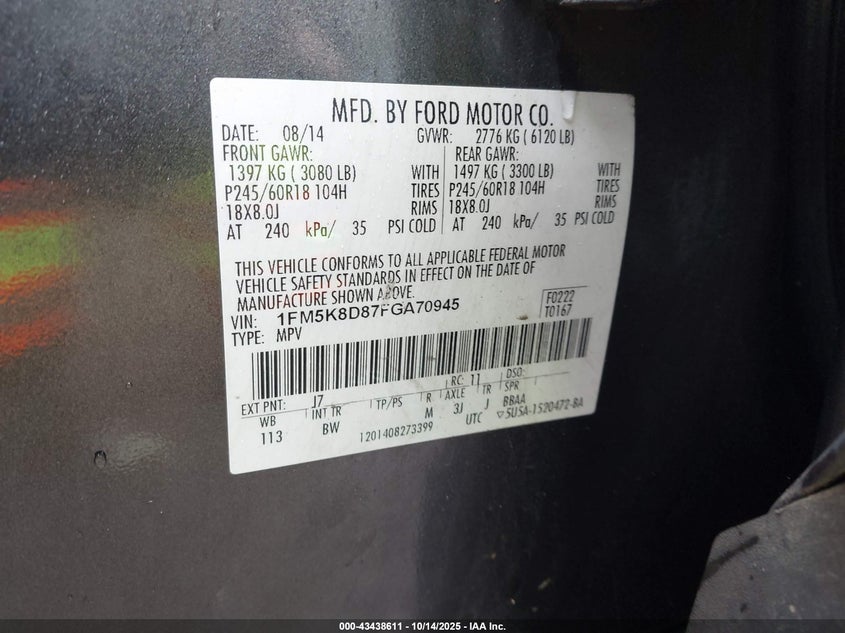 MFD. BY FORD MOTOR CO.
DATE: 08/14 GVWR: 2776 KG ( 6120 LB)
FRONT GAWR: REAR GAWR:
1397 KG ( 3080 LB) WITH 1497 KG ( 3300 LB) WITH
P245/60R18 104H TIRES P245/60R18 104H TIRES
18X8.0J RIMS 18X8.0J RIMS
AT 240 kPa/ 35 PSI COLD AT 240 kPa/ 35 PSI COLD
THIS VEHICLE CONFORMS TO ALL APPLICABLE FEDERAL MOTOR
VEHICLE SAFETY STANDARDS IN EFFECT ON THE DATE OF
MANUFACTURE SHOWN ABOVE.
VIN: 1FM5K8D87FGA70945 F0222
TYPE: MPV T0167
EXT PNT: J7 RC: 11 DSO:
WB INT TR TP/PS R AXLE TR SPR
113 BW M 3J J BBAA
1201408273399 UTC ▽5U5A-1520472-BA
000-43438611 - 10/14/2025 - IAA Inc.